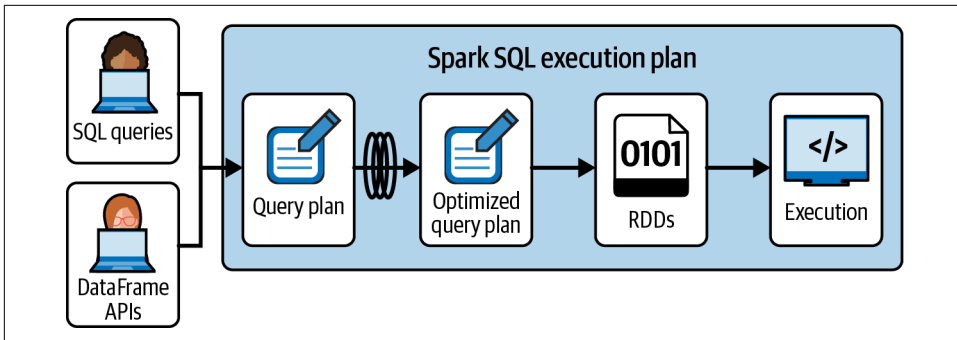 Spark SQL execution plan
SQL queries
DataFrame
APIs
Query plan
Optimized
query plan
0101
RDDs
</>
Execution